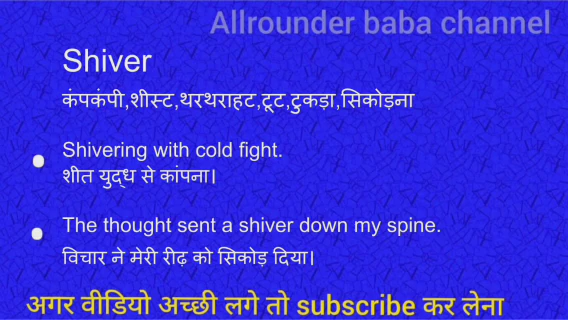 Allrounder baba channel
Shiver
कंपकंपी,शीस्ट,थरथराहट,टूट,टुकड़ा,सिकोड़ना
Shivering with cold fight.
शीत युद्ध से कांपना।
The thought sent a shiver down my spine.
विचार ने मेरी रीढ़ को सिकोड़ दिया।
अगर वीडियो अच्छी लगे तो subscribe कर लेना